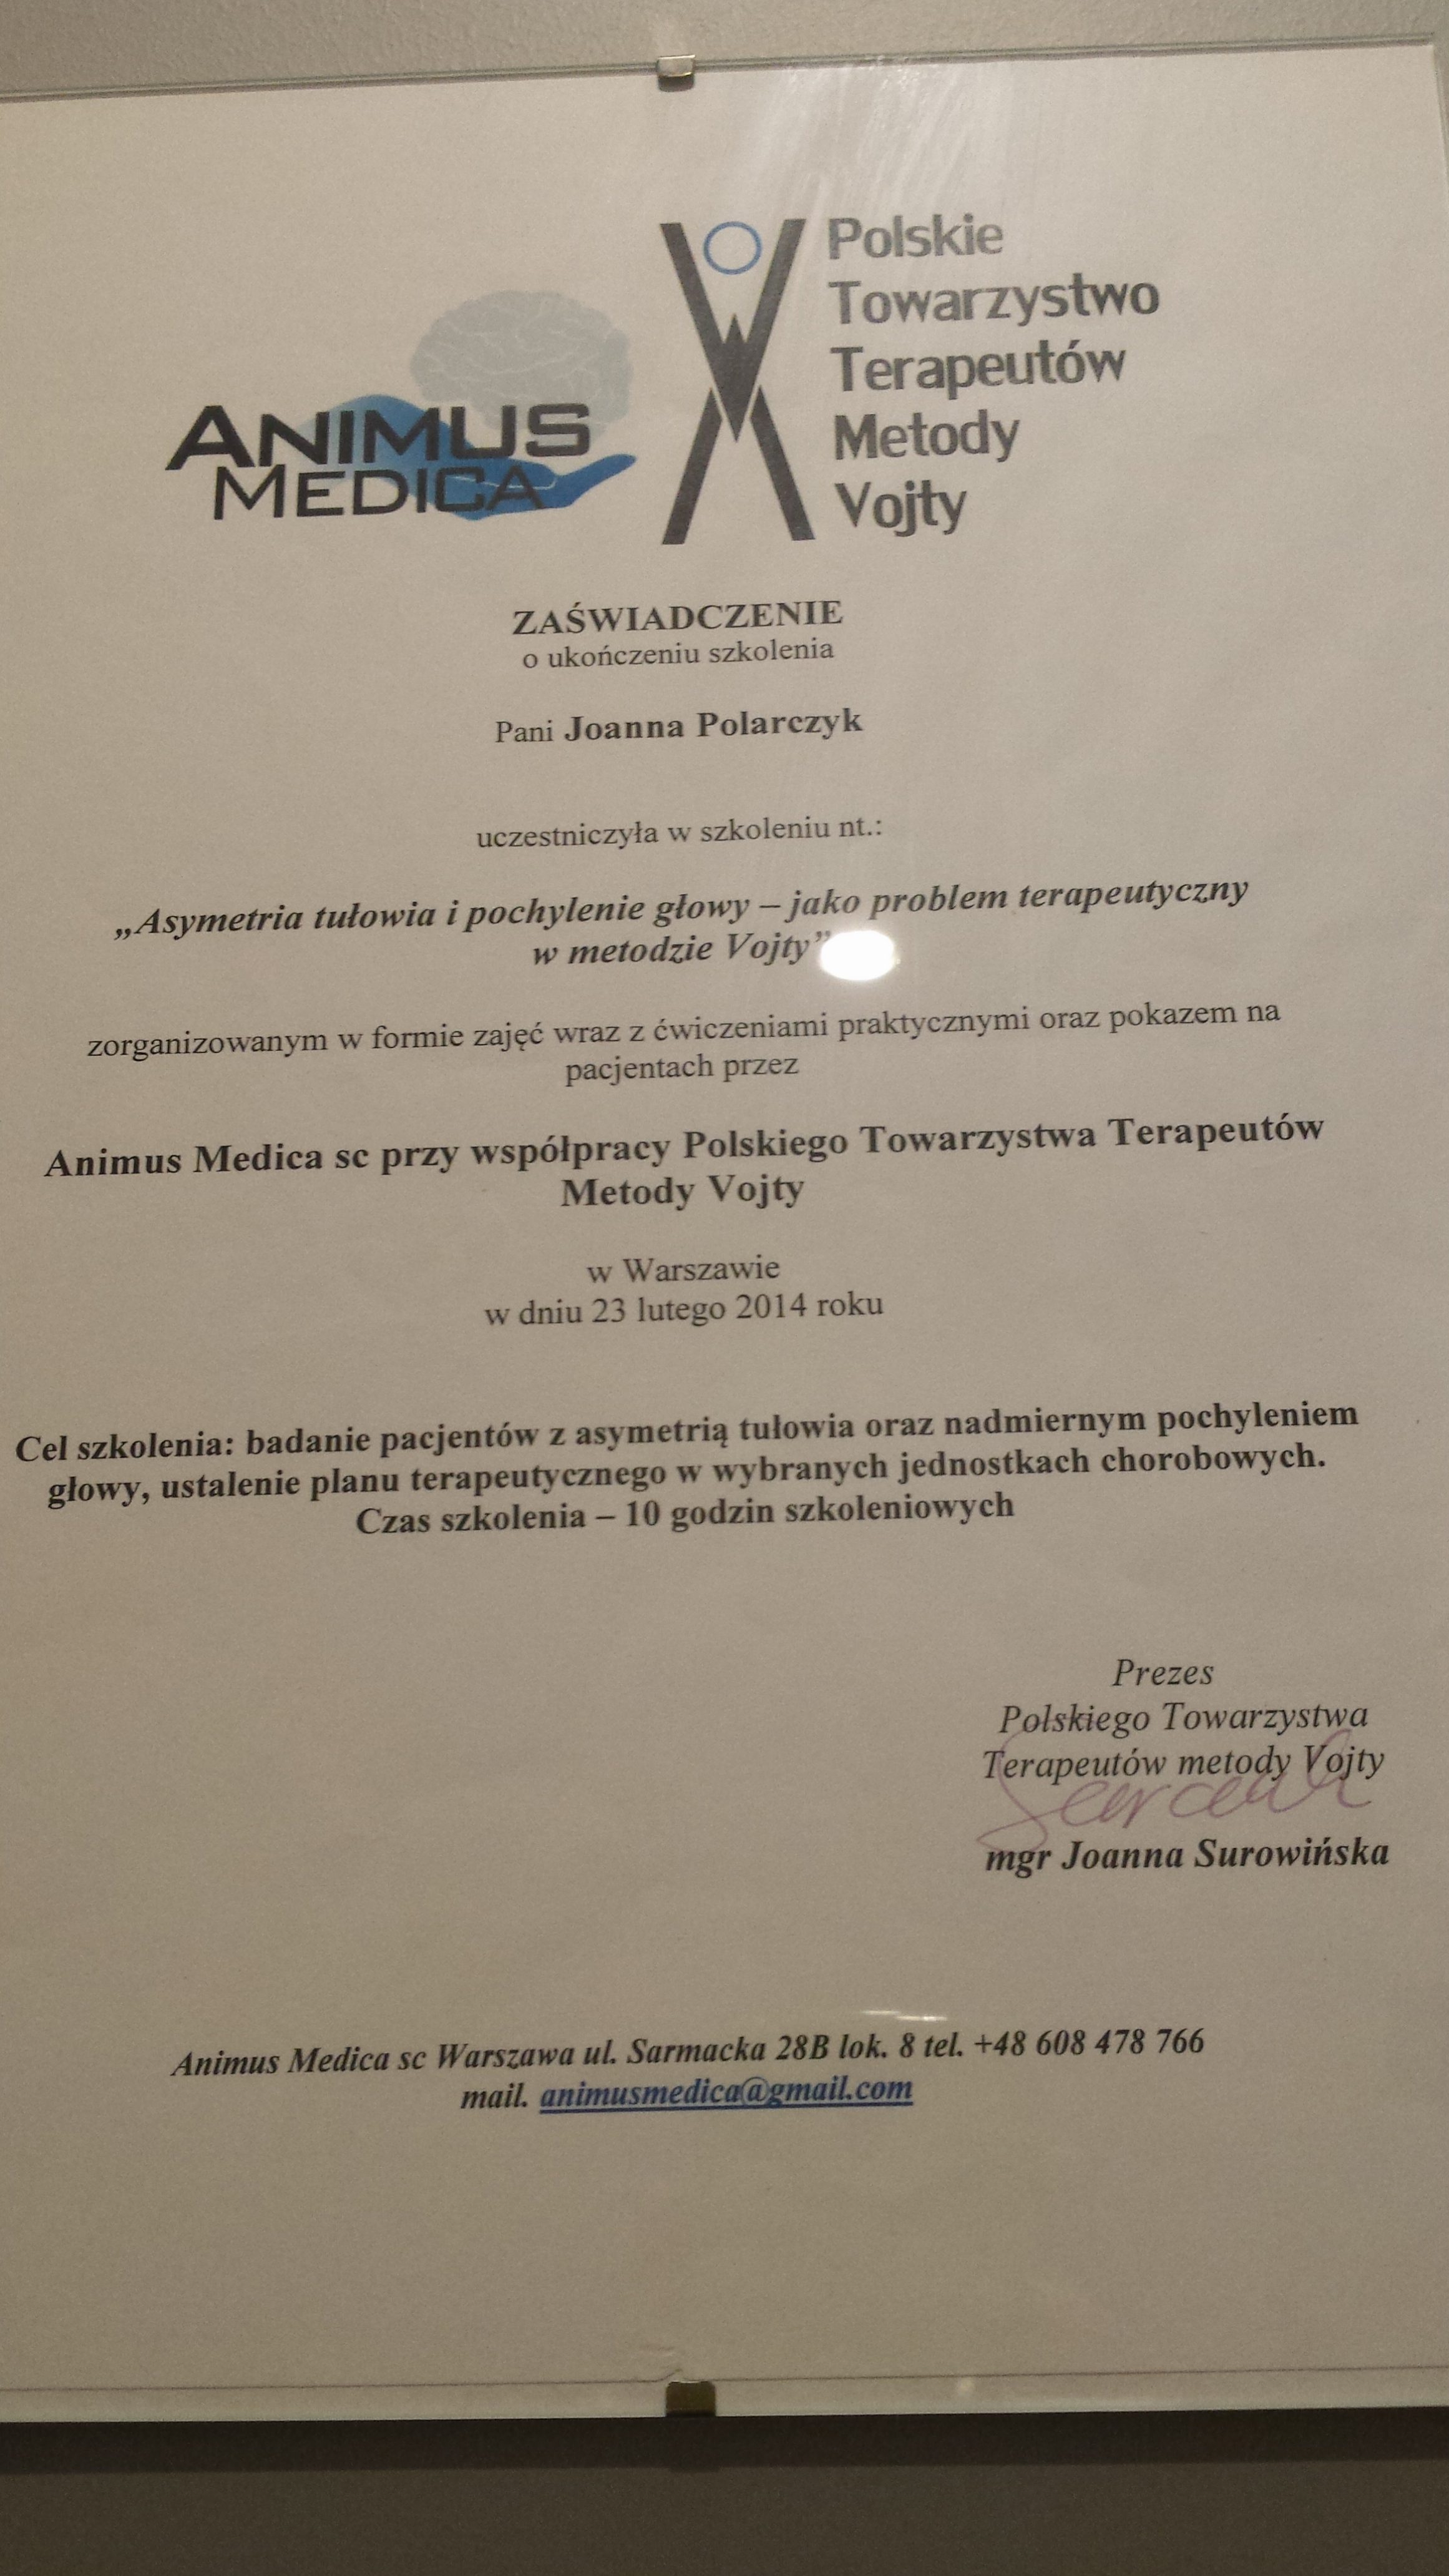 ANIMUS
MEDICA
Polskie
Towarzystwo
Terapeutów
Metody
Vojty
ZAŚWIADCZENIE
o ukończeniu szkolenia
Pani Joanna Polarczyk
uczestniczyła w szkoleniu nt.:
„Asymetria tułowia i pochylenie głowy – jako problem terapeutyczny
w metodzie Vojty”
zorganizowanym w formie zajęć wraz z ćwiczeniami praktycznymi oraz pokazem na
pacjentach przez
Animus Medica sc przy współpracy Polskiego Towarzystwa Terapeutów
Metody Vojty
w Warszawie
w dniu 23 lutego 2014 roku
Cel szkolenia: badanie pacjentów z asymetrią tułowia oraz nadmiernym pochyleniem
głowy, ustalenie planu terapeutycznego w wybranych jednostkach chorobowych.
Czas szkolenia – 10 godzin szkoleniowych
Prezes
Polskiego Towarzystwa
Terapeutów metody Vojty
mgr Joanna Surowińska
Animus Medica sc Warszawa ul. Sarmacka 28B lok. 8 tel. +48 608 478 766
mail. animusmedica@gmail.com